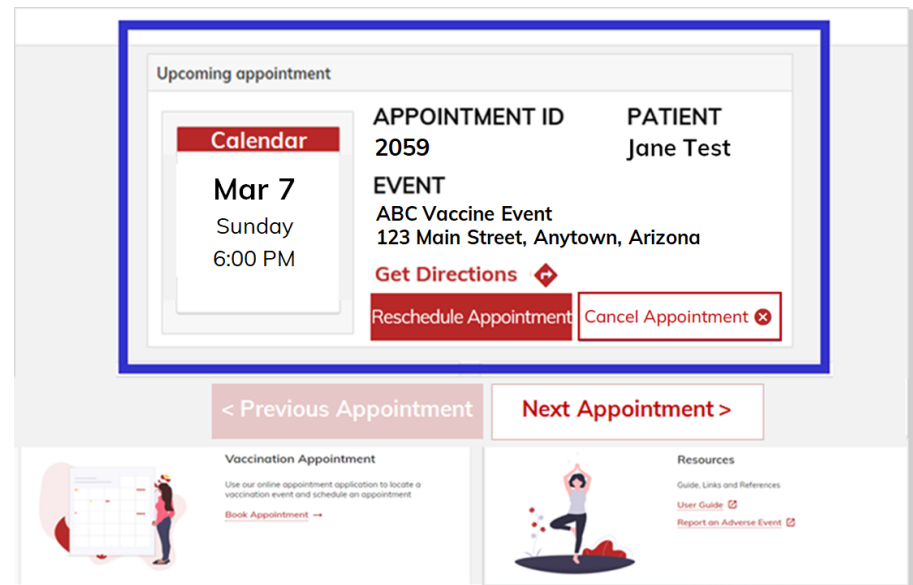 Upcoming appointment
Calendar
Mar 7
Sunday
6:00 PM
APPOINTMENT ID
2059
PATIENT
Jane Test
EVENT
ABC Vaccine Event
123 Main Street, Anytown, Arizona
Get Directions
Reschedule Appointment
Cancel Appointment
< Previous Appointment
Next Appointment >
Vaccination Appointment
Use our online appointment application to locate a
vaccination event and schedule an appointment
Book Appointment →
Resources
Guide, Links and References
User Guide
Report an Adverse Event